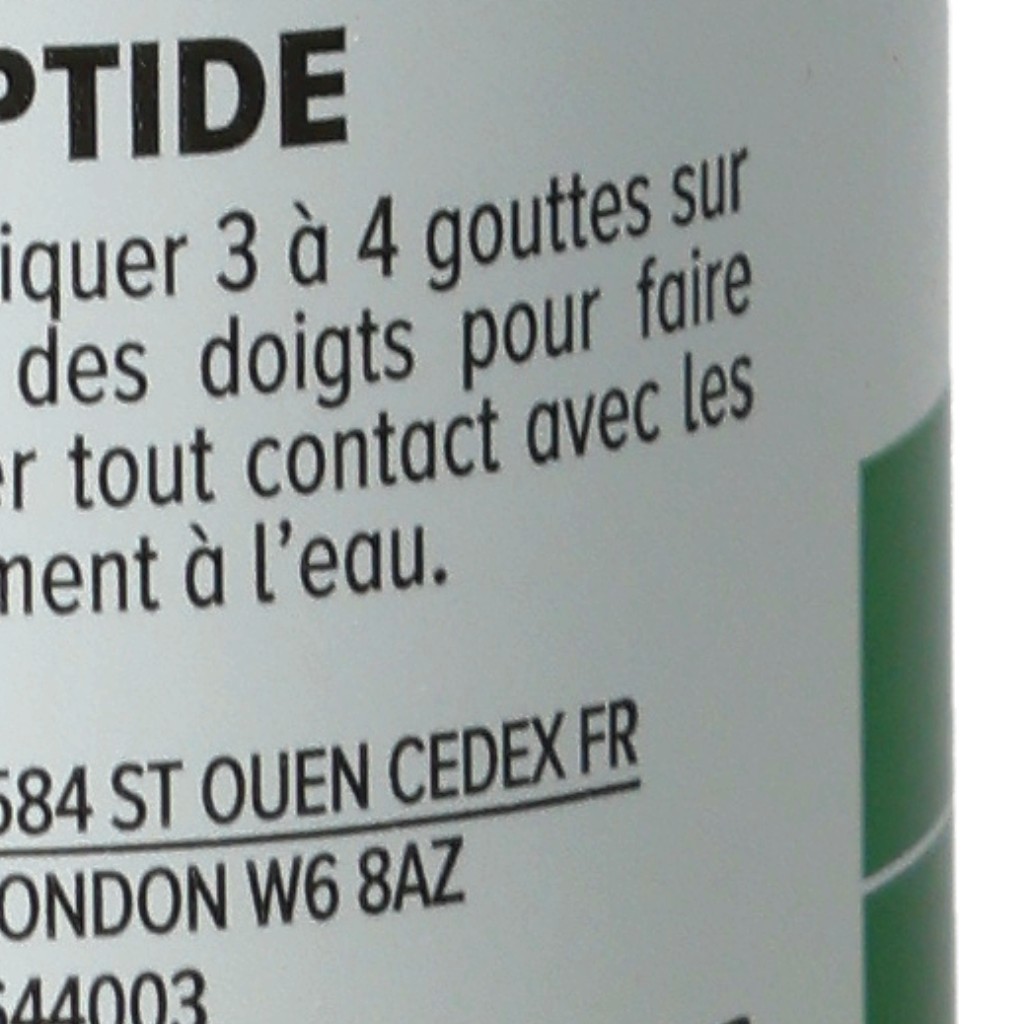 PTIDE
iquer 3 à 4 gouttes sur
des doigts pour faire
er tout contact avec les
ment à l’eau.
584 ST OUEN CEDEX FR
ONDON W6 8AZ
644003